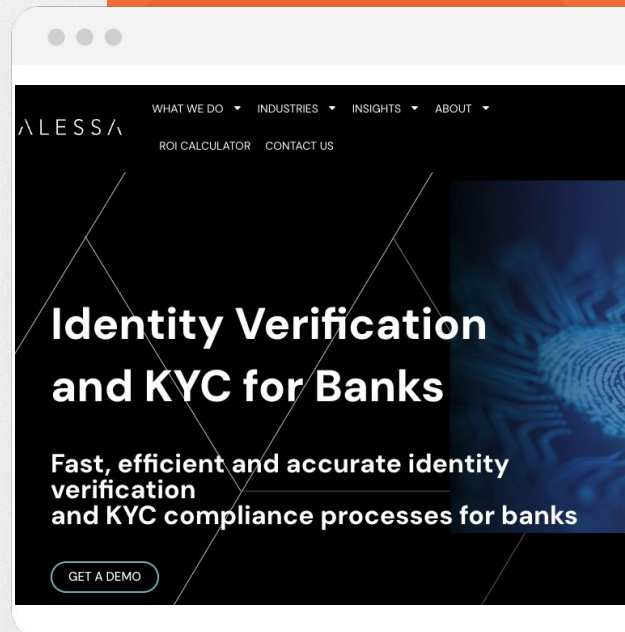 ALESSA
WHAT WE DO INDUSTRIES INSIGHTS ABOUT
ROI CALCULATOR CONTACT US
Identity Verification
and KYC for Banks
Fast, efficient and accurate identity
verification
and KYC compliance processes for banks
GET A DEMO